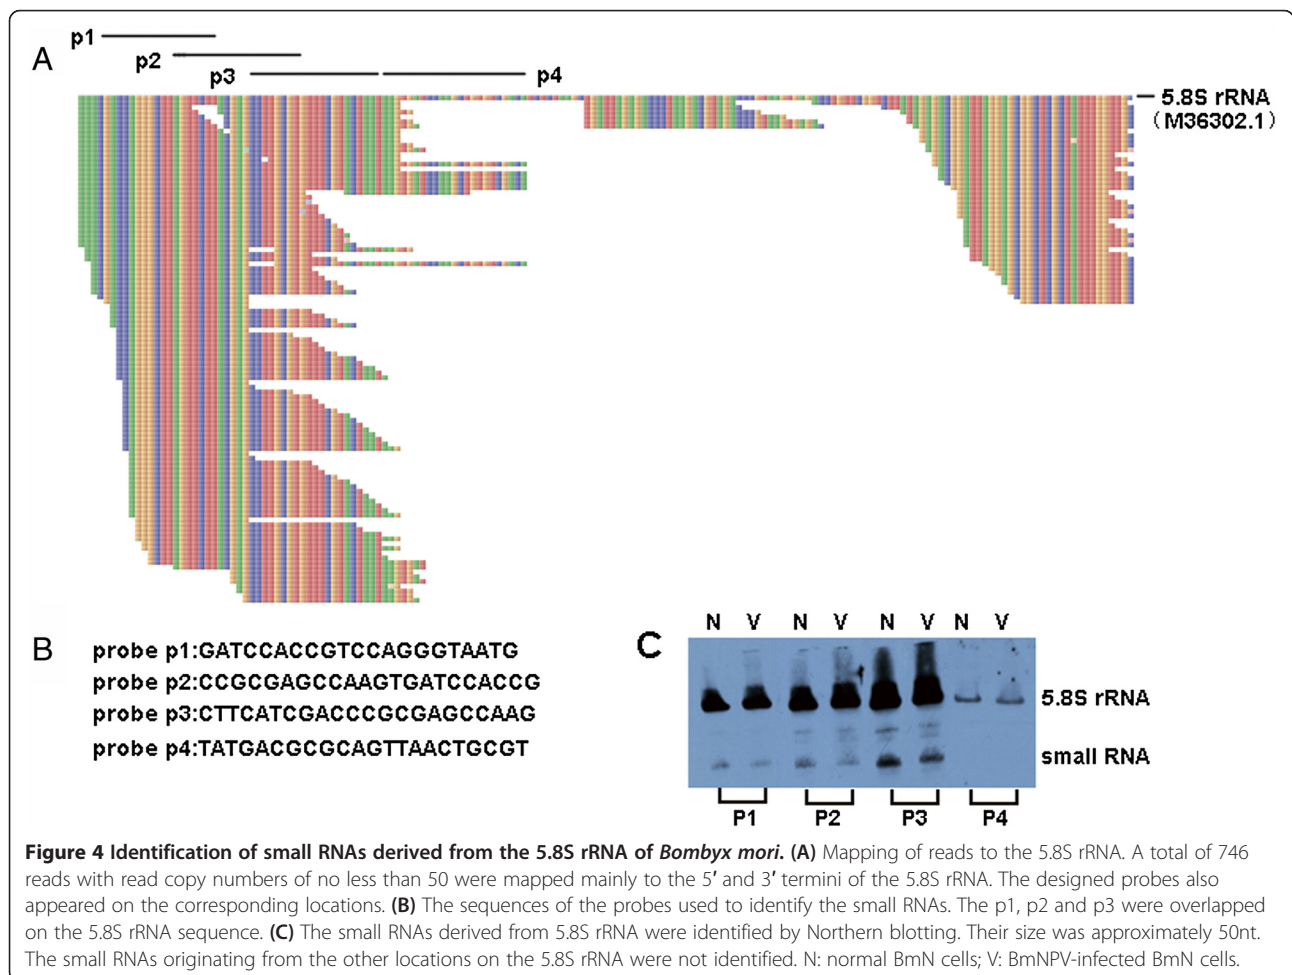 A
p1
p2
p3
p4
5.8S rRNA
(M36302.1)
B
probe p1:GATCCACCGTCCAGGGTAATG
probe p2:CCGCGAGCCAAGTGATCCACCG
probe p3:CTTCATCGACCCGCGAGCCAAG
probe p4:TATGACGCGCAGTTAACTGCGT
C
N V N V N V N V
5.8S rRNA
small RNA
P1 P2 P3 P4
Figure 4 Identification of small RNAs derived from the 5.8S rRNA of Bombyx mori. (A) Mapping of reads to the 5.8S rRNA. A total of 746
reads with read copy numbers of no less than 50 were mapped mainly to the 5′ and 3′ termini of the 5.8S rRNA. The designed probes also
appeared on the corresponding locations. (B) The sequences of the probes used to identify the small RNAs. The p1, p2 and p3 were overlapped
on the 5.8S rRNA sequence. (C) The small RNAs derived from 5.8S rRNA were identified by Northern blotting. Their size was approximately 50nt.
The small RNAs originating from the other locations on the 5.8S rRNA were not identified. N: normal BmN cells; V: BmNPV-infected BmN cells.